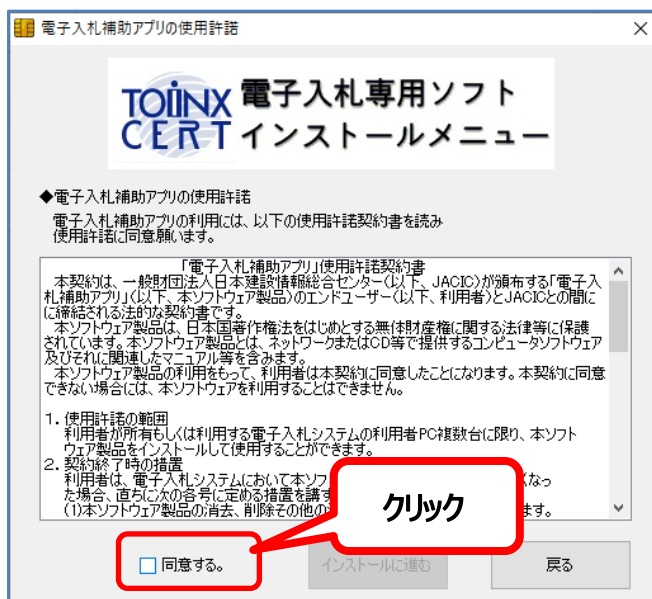 電子入札補助アプリの使用許諾
TOiNX 電子入札専用ソフト
CERT インストールメニュー
◆電子入札補助アプリの使用許諾
電子入札補助アプリの利用には、以下の使用許諾契約書を読み
使用許諾に同意願います。
「電子入札補助アプリ」使用許諾契約書
本契約は、一般財団法人日本建設情報総合センター(以下、JACIC)が頒布する「電子入
札補助アプリ」(以下、本ソフトウェア製品)のエンドユーザー(以下、利用者)とJACICとの間に
に締結される法的な契約書です。
本ソフトウェア製品は、日本国著作権法をはじめとする無体財産権に関する法律等に保護
されています。本ソフトウェア製品とは、ネットワークまたはCD等で提供するコンピュータソフトウェア
及びそれに関連したマニュアル等を含みます。
本ソフトウェア製品の利用をもって、利用者は本契約に同意したことになります。本契約に同意
できない場合には、本ソフトウェアを利用することはできません。
1. 使用許諾の範囲
利用者が所有もしくは利用する電子入札システムの利用者PC複数台に限り、本ソフト
ウェア製品をインストールして使用することができます。
2. 契約終了時の措置
利用者は、電子入札システムにおいて本ソフ くなっ
た場合、直ちに次の各号に定める措置を講す
(1)本ソフトウェア製品の消去、削除その他の ます。
クリック
同意する。
インストールに進む
戻る